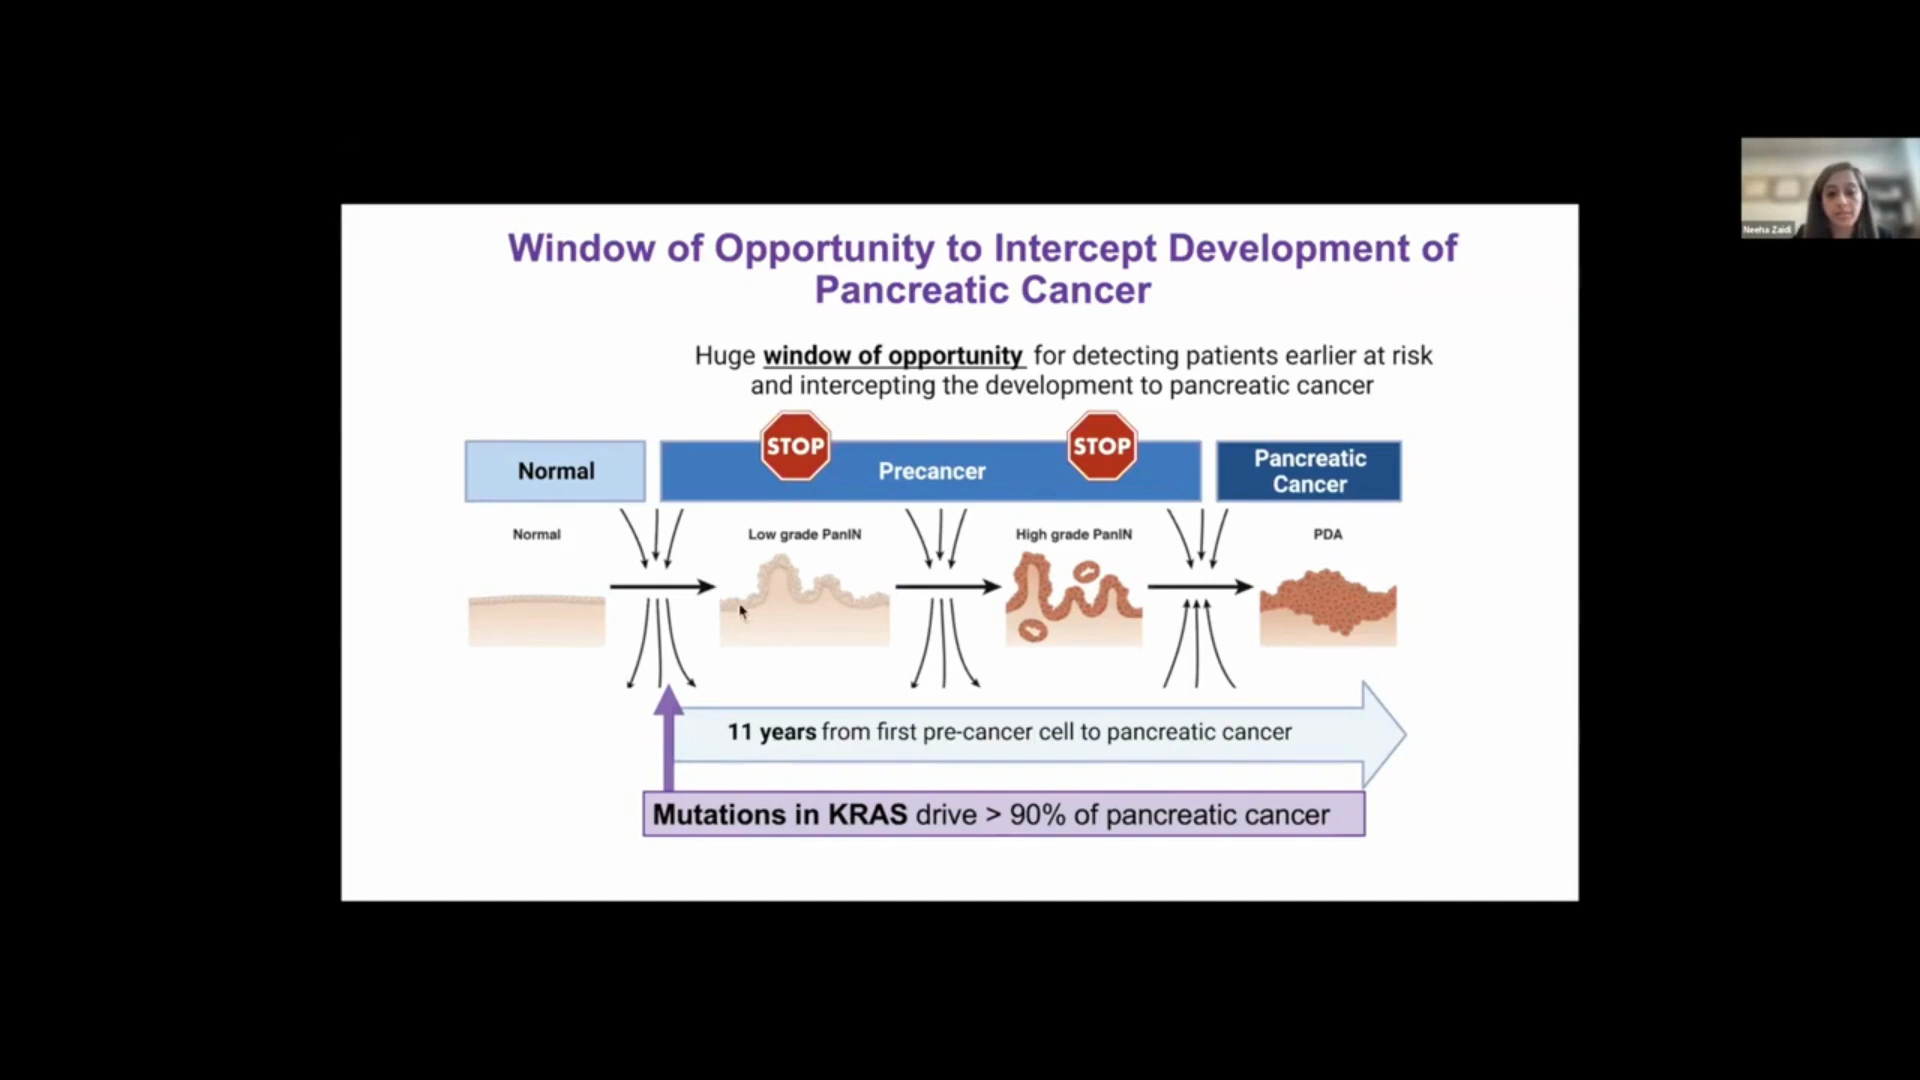 Window of Opportunity to Intercept Development of
Pancreatic Cancer
Neeha Zaidi
Huge window of opportunity for detecting patients earlier at risk
and intercepting the development to pancreatic cancer
STOP
STOP
Normal
Precancer
Pancreatic
Cancer
Normal
Low grade PanIN
High grade PanIN
PDA
11 years from first pre-cancer cell to pancreatic cancer
Mutations in KRAS drive > 90% of pancreatic cancer